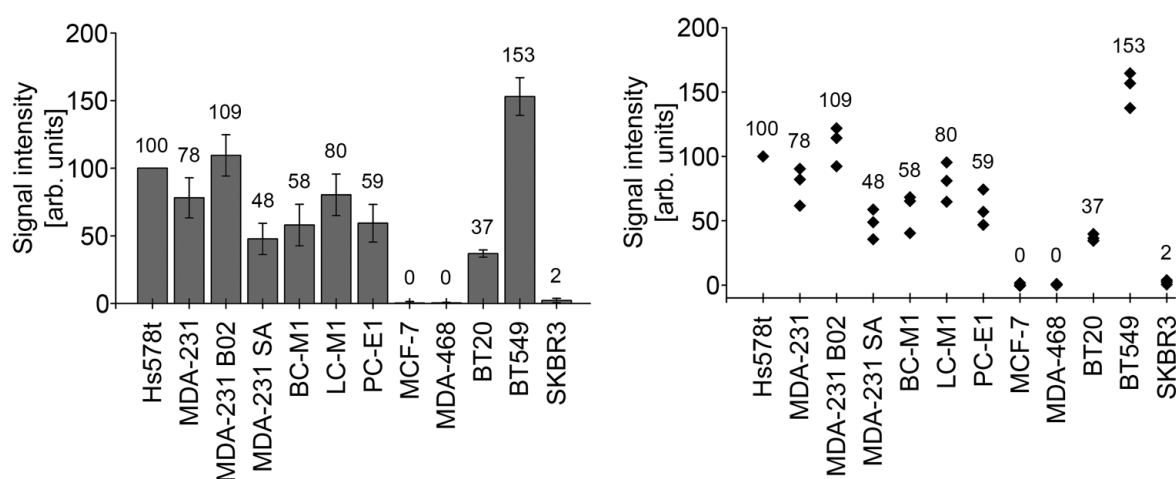 Signal intensity
[arb. units]
200
150
100
50
0
100
78
109
48
58
80
59
0
0
37
153
2
Hs578t
MDA-231
MDA-231 B02
MDA-231 SA
BC-M1
LC-M1
PC-E1
MCF-7
MDA-468
BT20
BT549
SKBR3
Signal intensity
[arb. units]
200
150
100
50
0
100
78
109
48
58
80
59
0
0
37
153
2
Hs578t
MDA-231
MDA-231 B02
MDA-231 SA
BC-M1
LC-M1
PC-E1
MCF-7
MDA-468
BT20
BT549
SKBR3